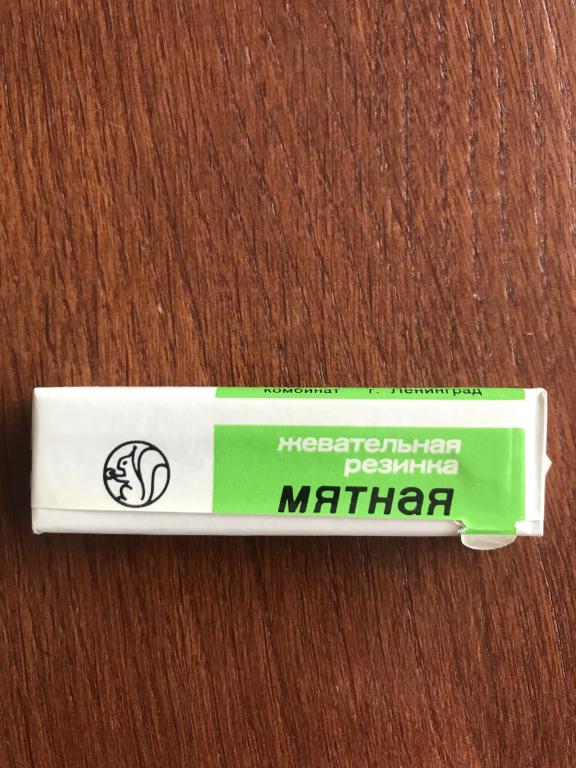 комбинат г. Ленинград
жевательная
резинка
мятная